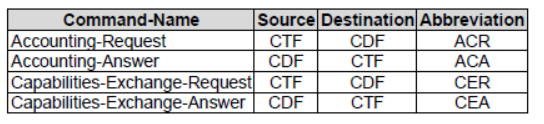 Command-Name Source Destination Abbreviation
Accounting-Request CTF CDF ACR
Accounting-Answer CDF CTF ACA
Capabilities-Exchange-Request CTF CDF CER
Capabilities-Exchange-Answer CDF CTF CEA